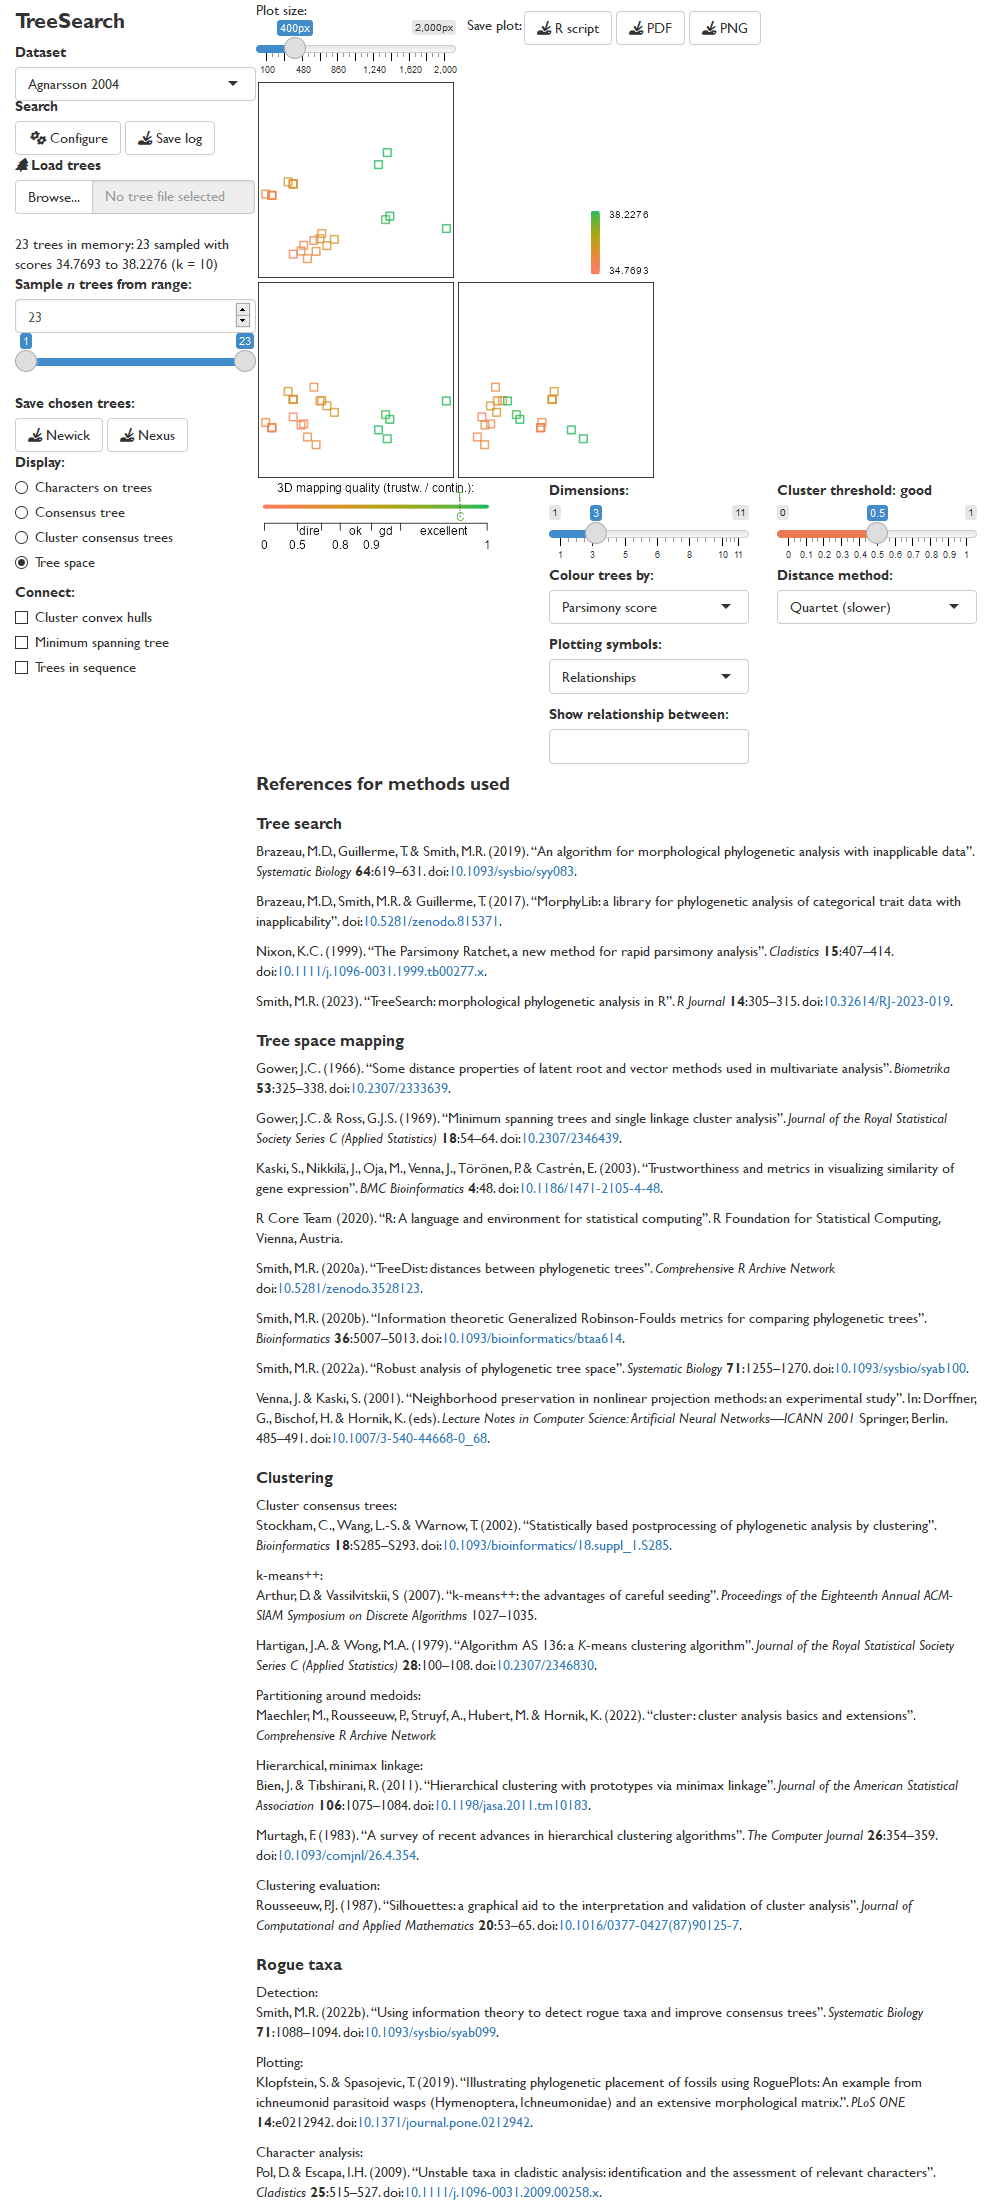 TreeSearch
Dataset
Agnarsson 2004
Search
Configure
Save log
Load trees
Browse...
No tree file selected
23 trees in memory: 23 sampled with
scores 34.7693 to 38.2276 (k = 10)
Sample n trees from range:
23
1
23
Save chosen trees:
Newick
Nexus
Display:
Characters on trees
Consensus tree
Cluster consensus trees
Tree space
Connect:
Cluster convex hulls
Minimum spanning tree
Trees in sequence
Plot size:
400px
2,000px
100 480 860 1,240 1,620 2,000
Save plot:
R script
PDF
PNG
38.2276
34.7693
3D mapping quality (trustw. / contin.):
T
C
dire ok gd excellent
0 0.5 0.8 0.9 1
Dimensions:
1 3 11
1 3 5 6 8 10 11
Colour trees by:
Parsimony score
Plotting symbols:
Relationships
Show relationship between:
Cluster threshold: good
0 0.5 1
0 0.1 0.2 0.3 0.4 0.5 0.6 0.7 0.8 0.9 1
Distance method:
Quartet (slower)
References for methods used
Tree search
Brazeau, M.D., Guillerme, T. & Smith, M.R. (2019). “An algorithm for morphological phylogenetic analysis with inapplicable data”.
Systematic Biology 64:619–631. doi:10.1093/sysbio/syy083.
Brazeau, M.D., Smith, M.R. & Guillerme, T. (2017). “MorphyLib: a library for phylogenetic analysis of categorical trait data with
inapplicability”. doi:10.5281/zenodo.815371.
Nixon, K.C. (1999). “The Parsimony Ratchet, a new method for rapid parsimony analysis”. Cladistics 15:407–414.
doi:10.1111/j.1096-0031.1999.tb00277.x.
Smith, M.R. (2023). “TreeSearch: morphological phylogenetic analysis in R”. R Journal 14:305–315. doi:10.32614/RJ-2023-019.
Tree space mapping
Gower, J.C. (1966). “Some distance properties of latent root and vector methods used in multivariate analysis”. Biometrika
53:325–338. doi:10.2307/2333639.
Gower, J.C. & Ross, G.J.S. (1969). “Minimum spanning trees and single linkage cluster analysis”. Journal of the Royal Statistical
Society Series C (Applied Statistics) 18:54–64. doi:10.2307/2346439.
Kaski, S., Nikkilä, J., Oja, M., Venna, J., Törönen, P. & Castrén, E. (2003). “Trustworthiness and metrics in visualizing similarity of
gene expression”. BMC Bioinformatics 4:48. doi:10.1186/1471-2105-4-48.
R Core Team (2020). “R: A language and environment for statistical computing”. R Foundation for Statistical Computing,
Vienna, Austria.
Smith, M.R. (2020a). “TreeDist: distances between phylogenetic trees”. Comprehensive R Archive Network
doi:10.5281/zenodo.3528123.
Smith, M.R. (2020b). “Information theoretic Generalized Robinson-Foulds metrics for comparing phylogenetic trees”.
Bioinformatics 36:5007–5013. doi:10.1093/bioinformatics/btaa614.
Smith, M.R. (2022a). “Robust analysis of phylogenetic tree space”. Systematic Biology 71:1255–1270. doi:10.1093/sysbio/syab100.
Venna, J. & Kaski, S. (2001). “Neighborhood preservation in nonlinear projection methods: an experimental study”. In: Dorffner,
G., Bischof, H. & Hornik, K. (eds). Lecture Notes in Computer Science: Artificial Neural Networks—ICANN 2001 Springer, Berlin.
485–491. doi:10.1007/3-540-44668-0_68.
Clustering
Cluster consensus trees:
Stockham, C., Wang, L.-S. & Warnow, T. (2002). “Statistically based postprocessing of phylogenetic analysis by clustering”.
Bioinformatics 18:S285–S293. doi:10.1093/bioinformatics/18.suppl_1.S285.
k-means++:
Arthur, D. & Vassilvitskii, S (2007). “k-means++: the advantages of careful seeding”. Proceedings of the Eighteenth Annual ACM-
SIAM Symposium on Discrete Algorithms 1027–1035.
Hartigan, J.A. & Wong, M.A. (1979). “Algorithm AS 136: a K-means clustering algorithm”. Journal of the Royal Statistical Society
Series C (Applied Statistics) 28:100–108. doi:10.2307/2346830.
Partitioning around medoids:
Maechler, M., Rousseeuw, P., Struyf, A., Hubert, M. & Hornik, K. (2022). “cluster: cluster analysis basics and extensions”.
Comprehensive R Archive Network
Hierarchical, minimax linkage:
Bien, J. & Tibshirani, R. (2011). “Hierarchical clustering with prototypes via minimax linkage”. Journal of the American Statistical
Association 106:1075–1084. doi:10.1198/jasa.2011.tm10183.
Murtagh, F. (1983). “A survey of recent advances in hierarchical clustering algorithms”. The Computer Journal 26:354–359.
doi:10.1093/comjnl/26.4.354.
Clustering evaluation:
Rousseeuw, P.J. (1987). “Silhouettes: a graphical aid to the interpretation and validation of cluster analysis”. Journal of
Computational and Applied Mathematics 20:53–65. doi:10.1016/0377-0427(87)90125-7.
Rogue taxa
Detection:
Smith, M.R. (2022b). “Using information theory to detect rogue taxa and improve consensus trees”. Systematic Biology
71:1088–1094. doi:10.1093/sysbio/syab099.
Plotting:
Klopfstein, S. & Spasojevic, T. (2019). “Illustrating phylogenetic placement of fossils using RoguePlots: An example from
ichneumonid parasitoid wasps (Hymenoptera, Ichneumonidae) and an extensive morphological matrix.”. PLoS ONE
14:e0212942. doi:10.1371/journal.pone.0212942.
Character analysis:
Pol, D. & Escapa, I.H. (2009). “Unstable taxa in cladistic analysis: identification and the assessment of relevant characters”.
Cladistics 25:515–527. doi:10.1111/j.1096-0031.2009.00258.x.